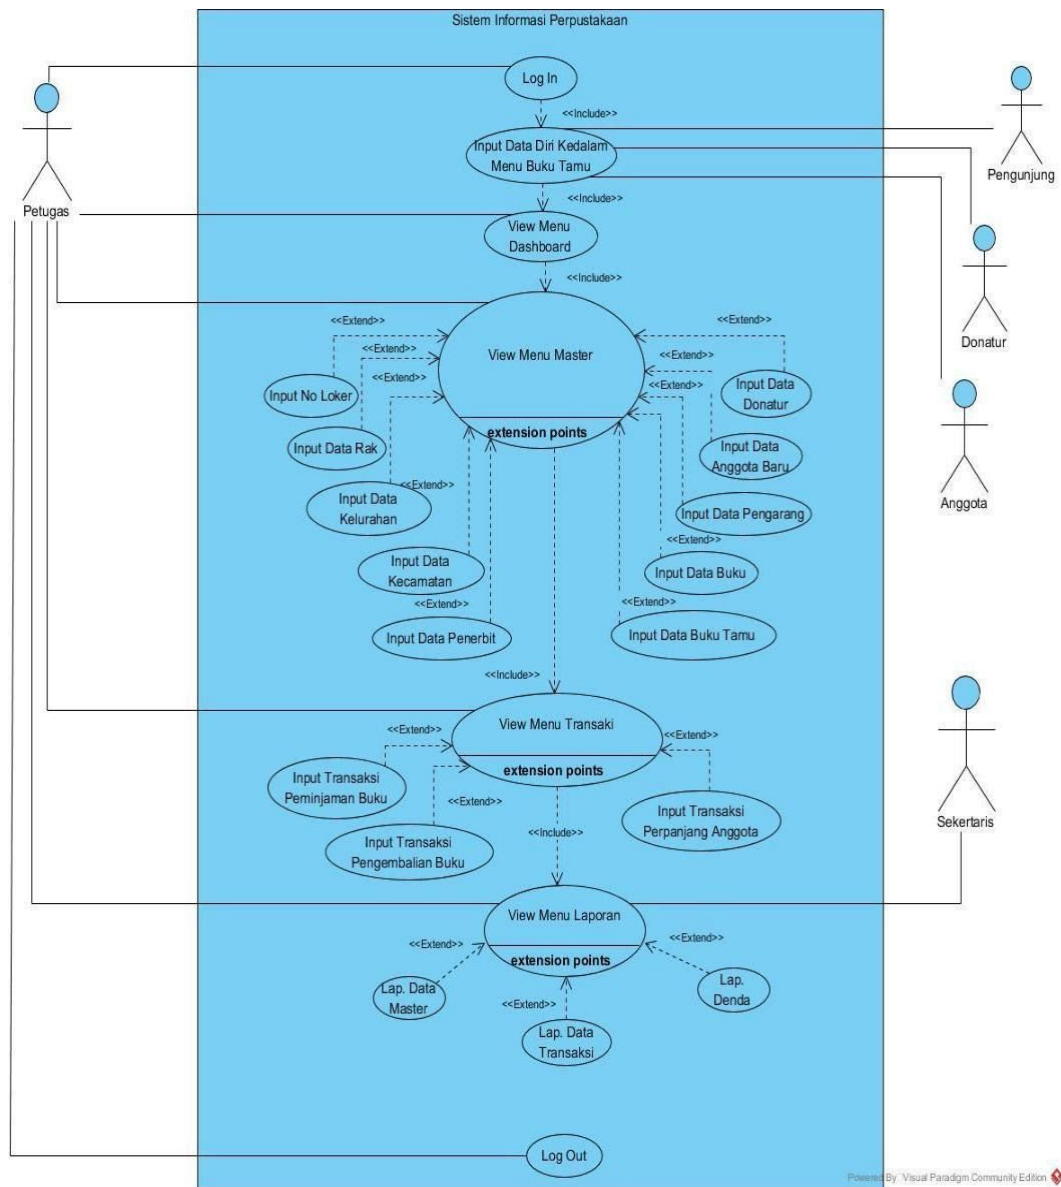 Sistem Informasi Perpustakaan
Log In
<<Include>>
Input Data Diri Kedalam
Menu Buku Tamu
Pengunjung
Petugas
<<Include>>
View Menu
Dashboard
<<Include>>
Donatur
<<Extend>>
<<Extend>>
<<Extend>>
<<Extend>>
<<Extend>>
<<Extend>>
View Menu Master
extension points
Input No Loker
Input Data
Donatur
Input Data Rak
Input Data
Anggota Baru
<<Extend>>
Input Data
Kelurahan
Input Data Pengarang
Anggota
<<Extend>>
Input Data
Kecamatan
Input Data Buku
<<Extend>>
<<Extend>>
Input Data Penerbit
Input Data Buku Tamu
<<Include>>
View Menu Transaki
extension points
<<Extend>>
<<Extend>>
Input Transaksi
Peminjaman Buku
<<Extend>>
Input Transaksi
Perpanjang Anggota
Input Transaksi
Pengembalian Buku
<<Include>>
Sekertaris
View Menu Laporan
extension points
<<Extend>>
<<Extend>>
Lap. Data
Master
Lap.
Denda
<<Extend>>
Lap. Data
Transaksi
Log Out
Powered By Visual Paradigm Community Edition